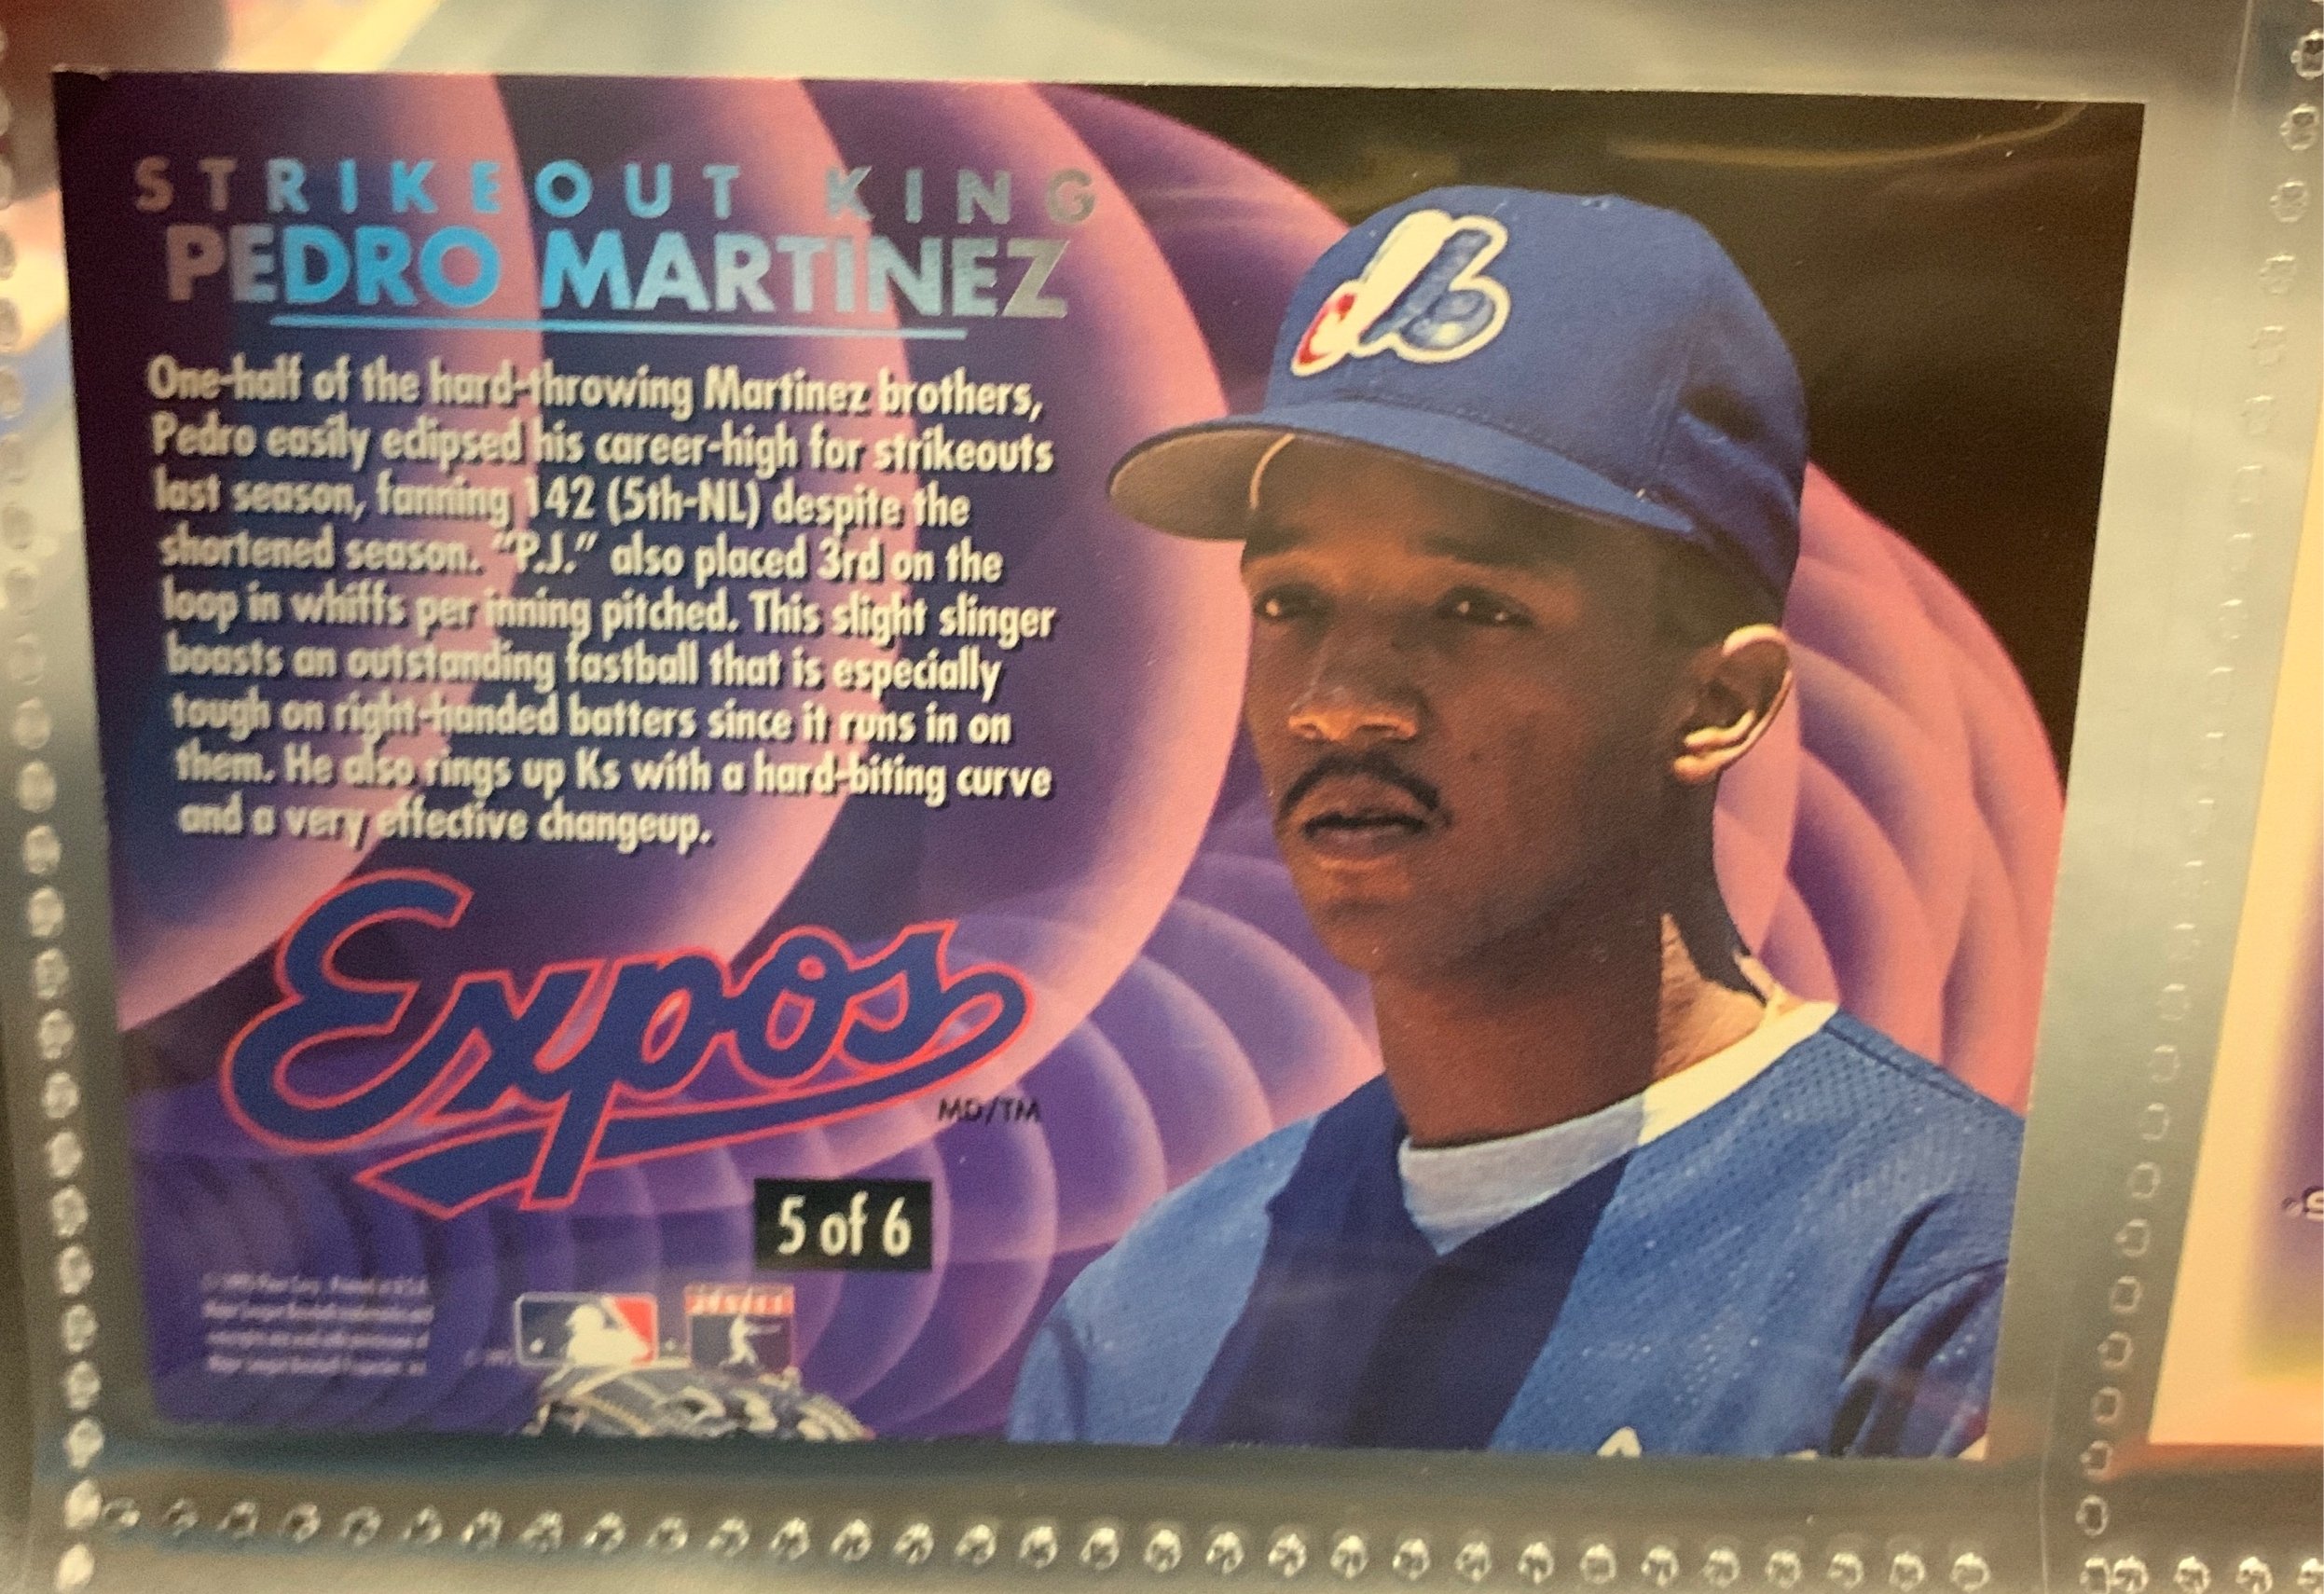 STRIKEOUT KING
PEDRO MARTINEZ
One-half of the hard-throwing Martinez brothers,
Pedro easily eclipsed his career-high for strikeouts
last season, fanning 142 (5th-NL) despite the
shortened season. "P.J." also placed 3rd on the
loop in whiffs per inning pitched. This slight slinger
boasts an outstanding fastball that is especially
tough on right-handed batters since it runs in on
them. He also rings up Ks with a hard-biting curve
and a very effective changeup.
Expos
MD/TM
5 of 6